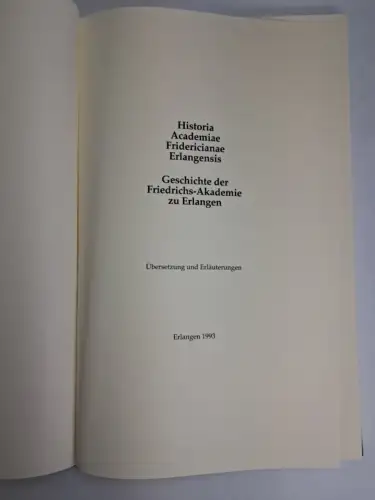 Historia
Academiae
Fridericianae
Erlangensis
Geschichte der
Friedrichs-Akademie
zu Erlangen
Übersetzung und Erläuterungen
Erlangen 1993